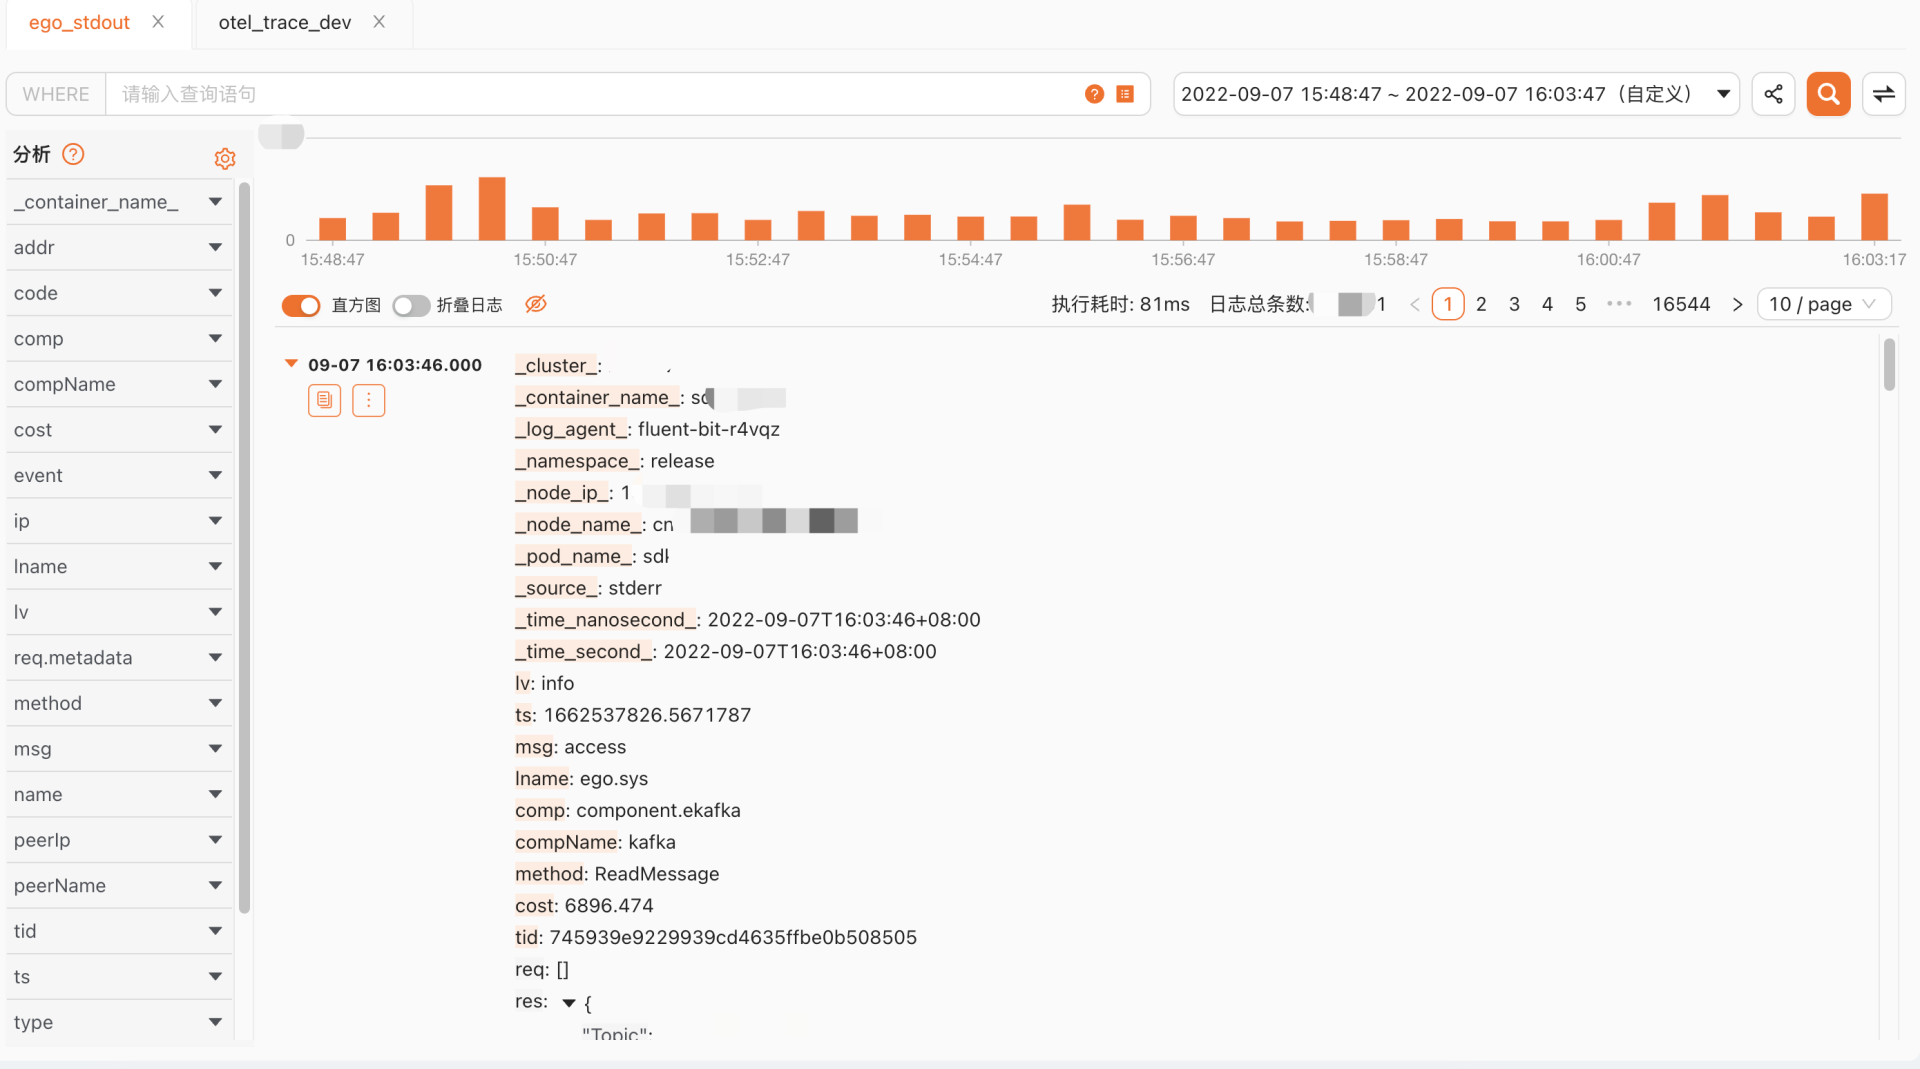 ego_stdout
otel_trace_dev
WHERE 请输入查询语句
2022-09-07 15:48:47 ~ 2022-09-07 16:03:47（自定义）
分析
_container_name_
addr
code
comp
compName
cost
event
ip
lname
lv
req.metadata
method
msg
name
peerIp
peerName
tid
ts
type
0
15:48:47 15:50:47 15:52:47 15:54:47 15:56:47 15:58:47 16:00:47 16:03:17
直方图 折叠日志
执行耗时: 81ms 日志总条数: 1 < 1 2 3 4 5 ••• 16544 > 10 / page
09-07 16:03:46.000
_cluster_:
_container_name_:
_log_agent_: fluent-bit-r4vqz
_namespace_: release
_node_ip_: 1
_node_name_: cn
_pod_name_:
_source_: stderr
_time_nanosecond_: 2022-09-07T16:03:46+08:00
_time_second_: 2022-09-07T16:03:46+08:00
lv: info
ts: 1662537826.5671787
msg: access
lname: ego.sys
comp: component.ekafka
compName: kafka
method: ReadMessage
cost: 6896.474
tid: 745939e9229939cd4635ffbe0b508505
req: []
res: {
"Topic":